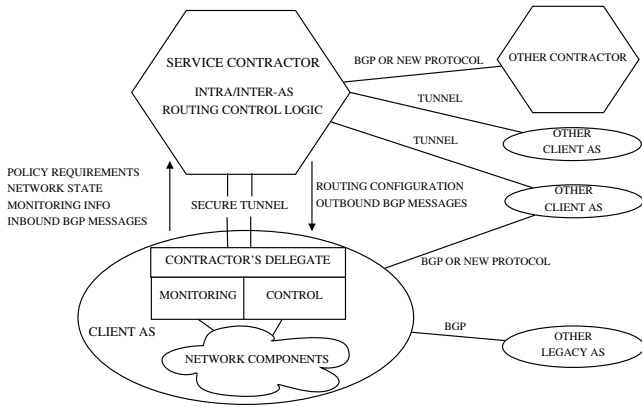 SERVICE CONTRACTOR
INTRA/INTER-AS
ROUTING CONTROL LOGIC
BGP OR NEW PROTOCOL
OTHER CONTRACTOR
TUNNEL
OTHER
CLIENT AS
TUNNEL
OTHER
CLIENT AS
POLICY REQUIREMENTS
NETWORK STATE
MONITORING INFO
INBOUND BGP MESSAGES
SECURE TUNNEL
ROUTING CONFIGURATION
OUTBOUND BGP MESSAGES
CONTRACTOR'S DELEGATE
MONITORING
CONTROL
BGP OR NEW PROTOCOL
CLIENT AS
NETWORK COMPONENTS
BGP
OTHER
LEGACY AS